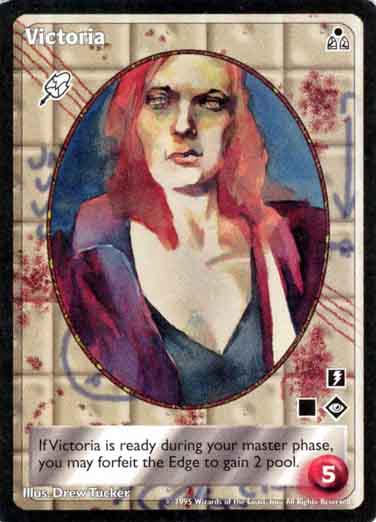 Victoria
If Victoria is ready during your master phase,
you may forfeit the Edge to gain 2 pool.
5
Illus: Drew Tucker
© 1995 Wizards of the Coast, Inc. All Rights Reserved.